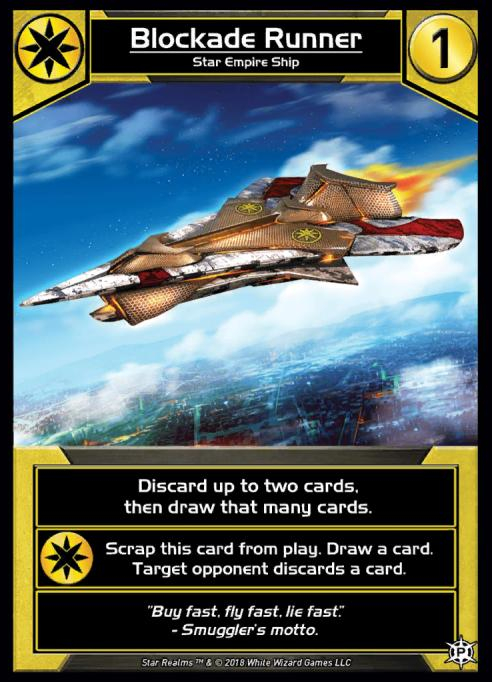 Blockade Runner
Star Empire Ship
1
Discard up to two cards,
then draw that many cards.
Scrap this card from play. Draw a card.
Target opponent discards a card.
"Buy fast, fly fast, lie fast."
- Smuggler's motto.
Star Realms ™ & © 2018 White Wizard Games LLC
P